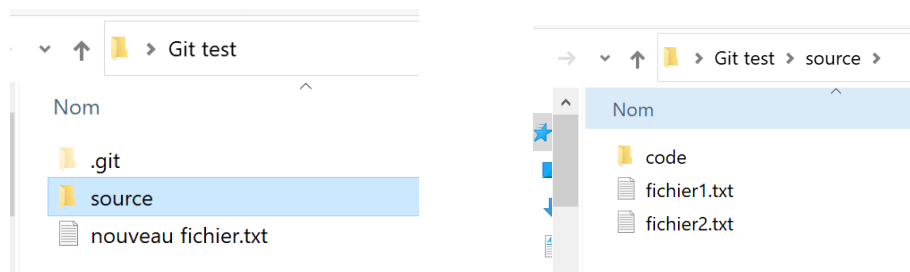 Git test
Nom
.git
source
nouveau fichier.txt
Git test > source >
Nom
code
fichier1.txt
fichier2.txt